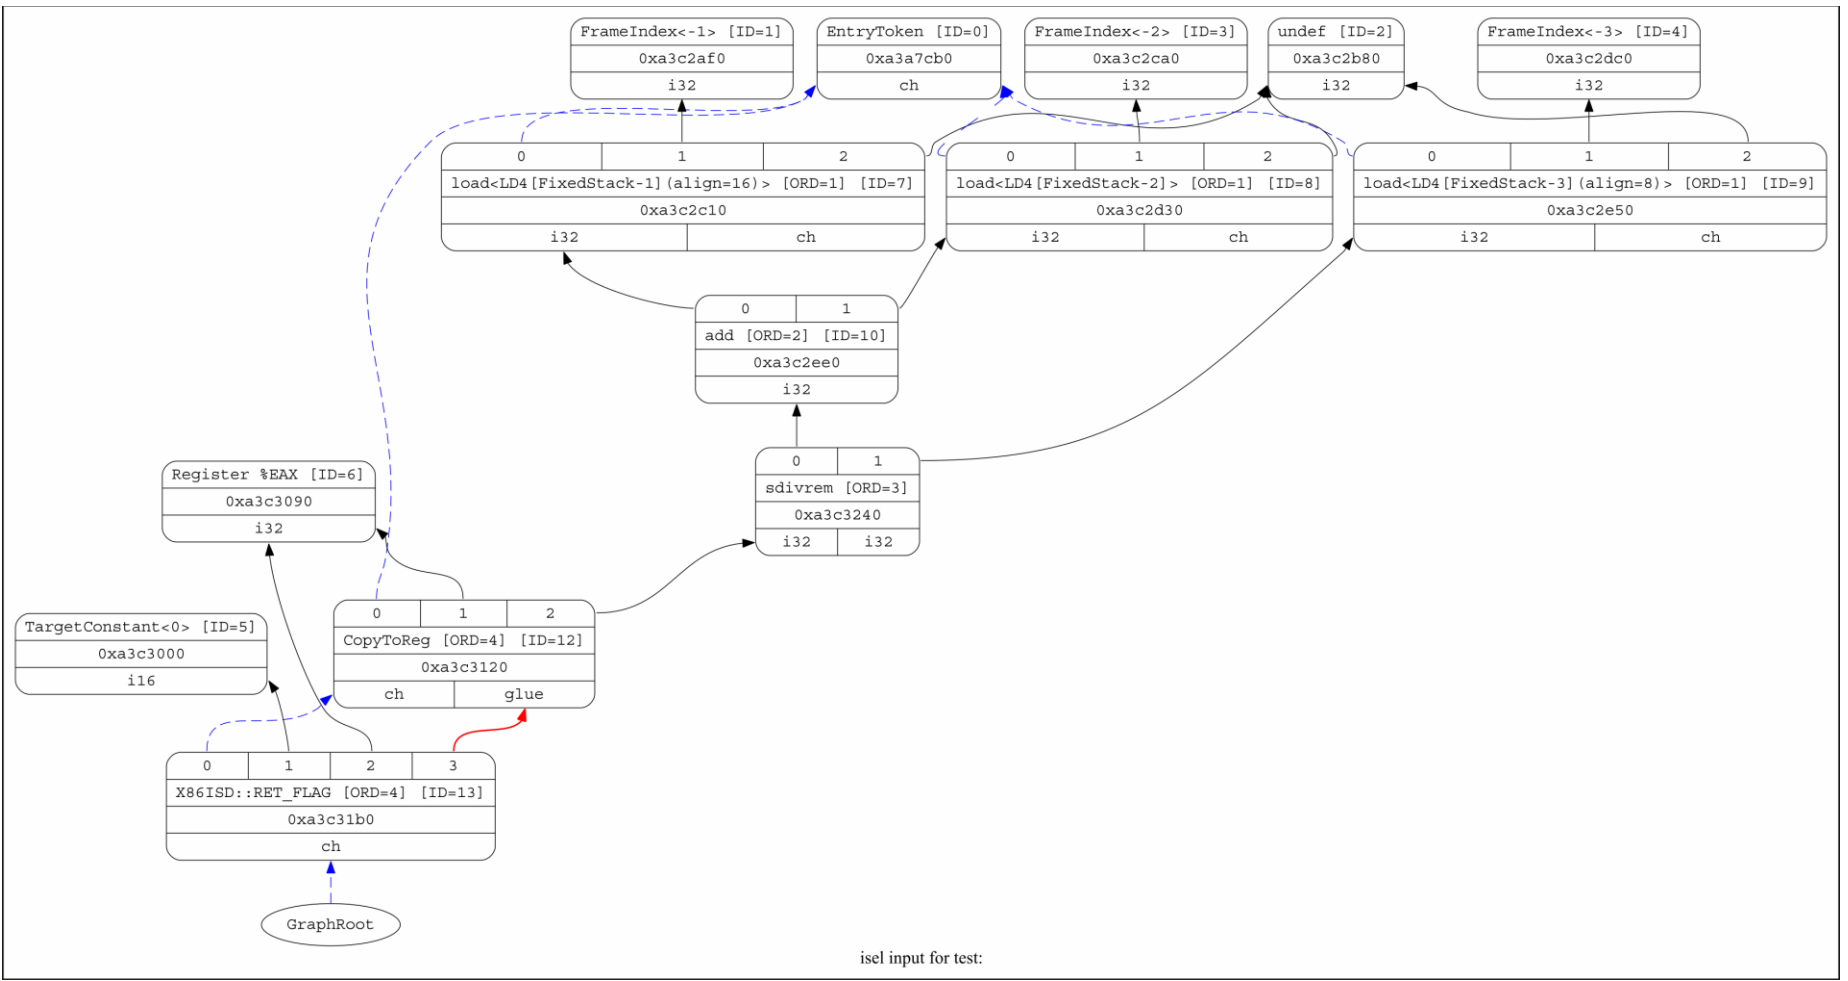 FrameIndex<-1> [ID=1]
0xa3c2af0
i32
EntryToken [ID=0]
0xa3a7cb0
ch
FrameIndex<-2> [ID=3]
0xa3c2ca0
i32
undef [ID=2]
0xa3c2b80
i32
FrameIndex<-3> [ID=4]
0xa3c2dc0
i32
0 1 2
load<LD4[FixedStack-1](align=16)> [ORD=1] [ID=7]
0xa3c2c10
i32 ch
0 1 2
load<LD4[FixedStack-2]> [ORD=1] [ID=8]
0xa3c2d30
i32 ch
0 1 2
load<LD4[FixedStack-3](align=8)> [ORD=1] [ID=9]
0xa3c2e50
i32 ch
0 1
add [ORD=2] [ID=10]
0xa3c2ee0
i32
0 1
sdivrem [ORD=3]
0xa3c3240
i32 i32
Register %EAX [ID=6]
0xa3c3090
i32
TargetConstant<0> [ID=5]
0xa3c3000
i16
0 1 2
CopyToReg [ORD=4] [ID=12]
0xa3c3120
ch glue
0 1 2 3
X86ISD::RET_FLAG [ORD=4] [ID=13]
0xa3c31b0
ch
GraphRoot
isel input for test: